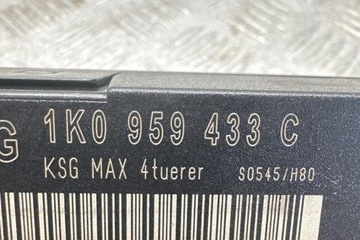 G 1K0 959 433 C
KSG MAX 4tuerer S0545/H80